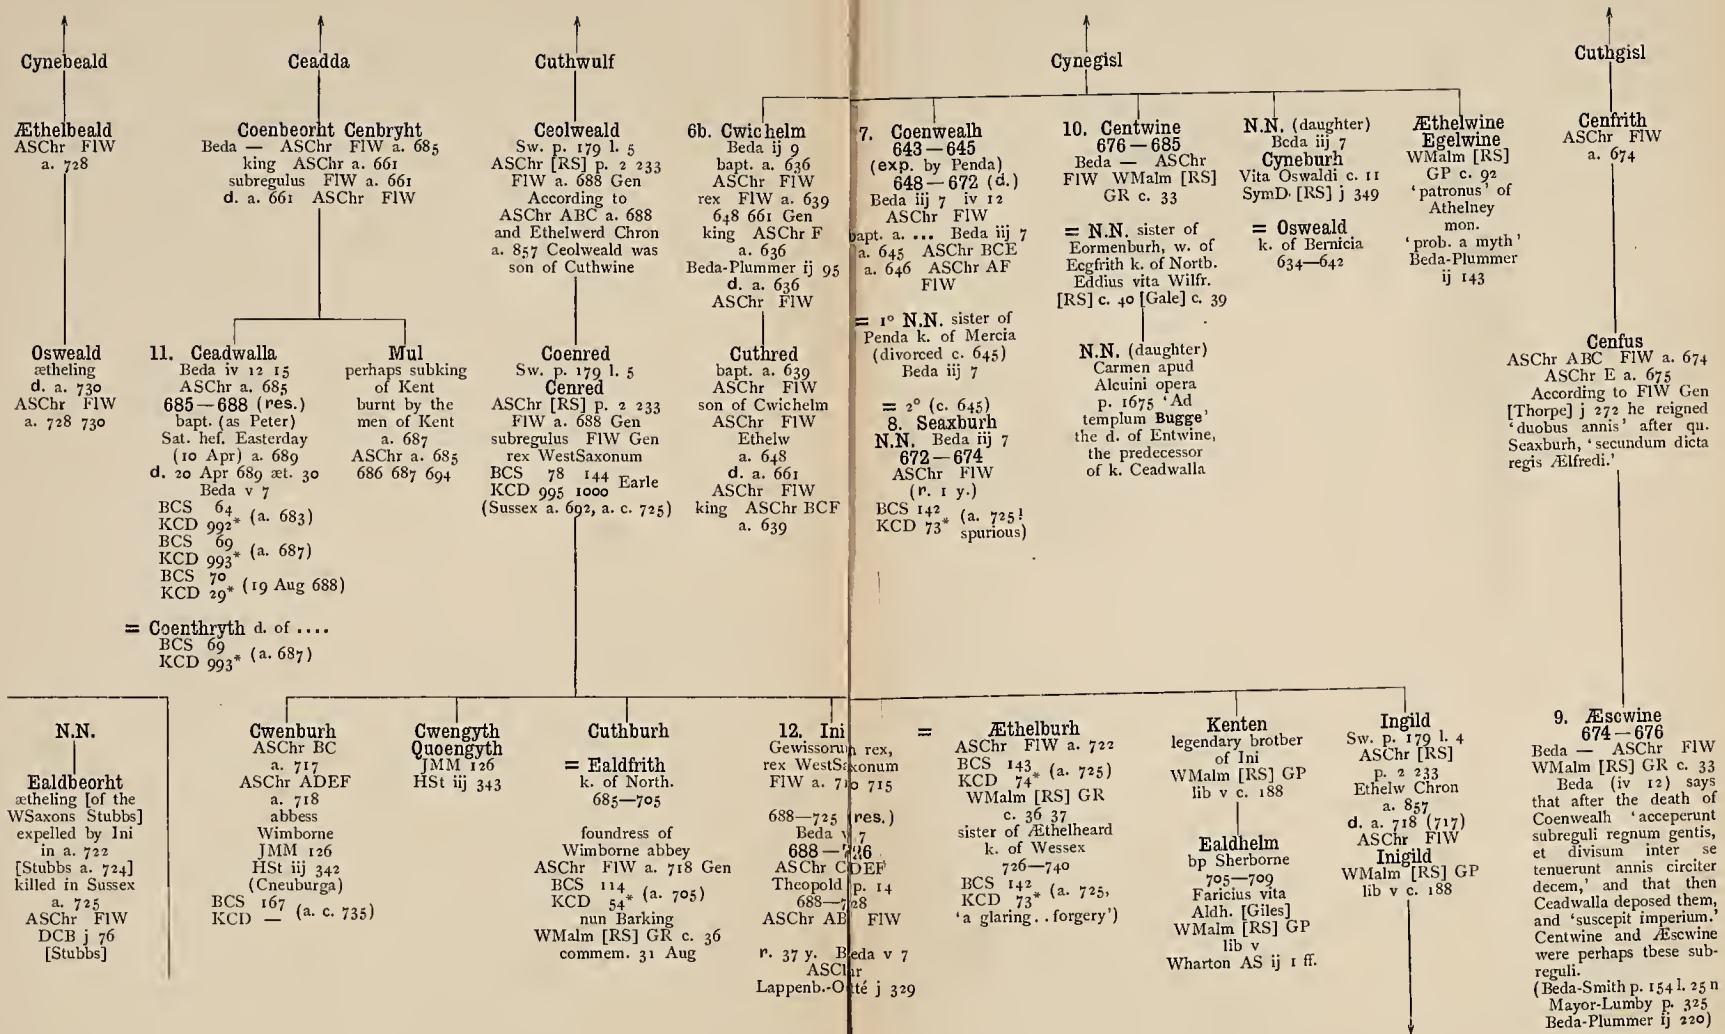 Cynebeald
Æthelbeald
ASChr FlW
a. 728
Osweald
ætheling
d. a. 730
ASChr FlW
a. 728 730
Ceadda
Coenbeorht Cenbryht
Beda — ASChr FlW a. 685
king ASChr a. 661
subregulus FlW a. 661
d. a. 661 ASChr FlW
11. Ceadwalla
Beda iv 12 15
ASChr a. 685
685—688 (res.)
bapt. (as Peter)
Sat. hef. Easterday
(10 Apr) a. 689
d. 20 Apr 689 æt. 30
Beda v 7
BCS 64
KCD 992* (a. 683)
BCS 69
KCD 993* (a. 687)
BCS 70
KCD 29* (19 Aug 688)
= Coenthryth d. of ....
BCS 69
KCD 993* (a. 687)
Mul
perhaps subking
of Kent
burnt by the
men of Kent
a. 687
ASChr a. 685
686 687 694
Cuthwulf
Ceolweald
Sw. p. 179 l. 5
ASChr [RS] p. 2 233
FlW a. 688 Gen
According to
ASChr ABC a. 688
and Ethelwerd Chron
a. 857 Ceolweald was
son of Cuthwine
Coenred
Sw. p. 179 l. 5
Cenred
ASChr [RS] p. 2 233
FlW a. 688 Gen
subregulus FlW Gen
rex WestSaxonum
BCS 78 144
KCD 995 1000 Earle
(Sussex a. 692, a. c. 725)
Cynegisl
6b. Cwichelm
Beda ij 9
bapt. a. 636
ASChr FlW
rex FlW a. 639
648 661 Gen
king ASChr F
a. 636
Beda-Plummer ij 95
d. a. 636
ASChr FlW
Cuthred
bapt. a. 639
ASChr FlW
son of Cwichelm
ASChr FlW
Ethelw
a. 648
d. a. 661
ASChr FlW
king ASChr BCF
a. 639
7. Coenwealh
643—645
(exp. by Penda)
648—672 (d.)
Beda iij 7 iv 12
ASChr FlW
bapt. a. ... Beda iij 7
a. 645 ASChr BCE
a. 646 ASChr AF
FlW
= 1° N.N. sister of
Penda k. of Mercia
(divorced c. 645)
Beda iij 7
= 2° (c. 645)
8. Seaxburh
N.N. Beda iij 7
672—674
ASChr FlW
(r. 1 y.)
BCS 142
KCD 73* (a. 725!
spurious)
10. Centwine
676—685
Beda — ASChr
FlW WMalm [RS]
GR c. 33
= N.N. sister of
Eormenburh, w. of
Ecgfrith k. of Northb.
Eddius vita Wilfr.
[RS] c. 40 [Gale] c. 39
N.N. (daughter)
Carmen apud
Alcuini opera
p. 1675 'Ad
templum Bugge'
the d. of Entwine,
the predecessor
of k. Ceadwalla
N.N. (daughter)
Beda iij 7
Cyneburh
Vita Oswaldi c. 11
SymD. [RS] j 349
= Osweald
k. of Bernicia
634—642
Æthelwine
Egelwine
WMalm [RS]
GP c. 92
'patronus' of
Athelney
mon.
'prob. a myth'
Beda-Plummer
ij 143
Cuthgisl
Cenfrith
ASChr FlW
a. 674
Cenfus
ASChr ABC FlW a. 674
ASChr E a. 675
According to FlW Gen
[Thorpe] j 272 he reigned
'duobus annis' after qu.
Seaxburh, 'secundum dicta
regis Ælfredi.'
N.N.
Ealdbeorht
ætheling [of the
WSaxons Stubbs]
expelled by Ini
in a. 722
[Stubbs a. 724]
killed in Sussex
a. 725
ASChr FlW
DCB j 76
[Stubbs]
Cwenburh
ASChr BC
a. 717
ASChr ADEF
a. 718
abbess
Wimborne
JMM 126
HSt iij 342
(Cneuburga)
BCS 167
KCD — (a. c. 735)
Cwengyth
Quoengyth
JMM 126
HSt iij 343
Cuthburh
= Ealdfrith
k. of North.
685—705
foundress of
Wimborne abbey
ASChr FlW a. 718 Gen
BCS 114
KCD 54* (a. 705)
nun Barking
WMalm [RS] GR c. 36
commem. 31 Aug
12. Ini
Gewissorum rex,
rex WestSaxonum
FlW a. 710 715
688—725 (res.)
Beda v 7
688—726
ASChr CDEF
Theopold p. 14
688—728
ASChr AB FlW
r. 37 y. Beda v 7
ASChr
Lappenb.-Otté j 329
=
Æthelburh
ASChr FlW a. 722
BCS 143
KCD 74* (a. 725)
WMalm [RS] GR
c. 36 37
sister of Æthelheard
k. of Wessex
726—740
BCS 142
KCD 73* (a. 725,
'a glaring . . forgery')
Kenten
legendary brother
of Ini
WMalm [RS] GP
lib v c. 188
Ealdhelm
bp Sherborne
705—709
Faricius vita
Aldh. [Giles]
WMalm [RS] GP
lib v
Wharton AS ij 1 ff.
Ingild
Sw. p. 179 l. 4
ASChr [RS]
p. 2 233
Ethelw Chron
a. 857
d. a. 718 (717)
ASChr FlW
Inigild
WMalm [RS] GP
lib v c. 188
9. Æscwine
674—676
Beda — ASChr FlW
WMalm [RS] GR c. 33
Beda (iv 12) says
that after the death of
Coenwealh 'acceperunt
subreguli regnum gentis,
et divisum inter se
tenuerunt annis circiter
decem,' and that then
Ceadwalla deposed them,
and 'suscepit imperium.'
Centwine and Æscwine
were perhaps these sub-
reguli.
(Beda-Smith p. 154 l. 25 n
Mayor-Lumby p. 325
Beda-Plummer ij 220)